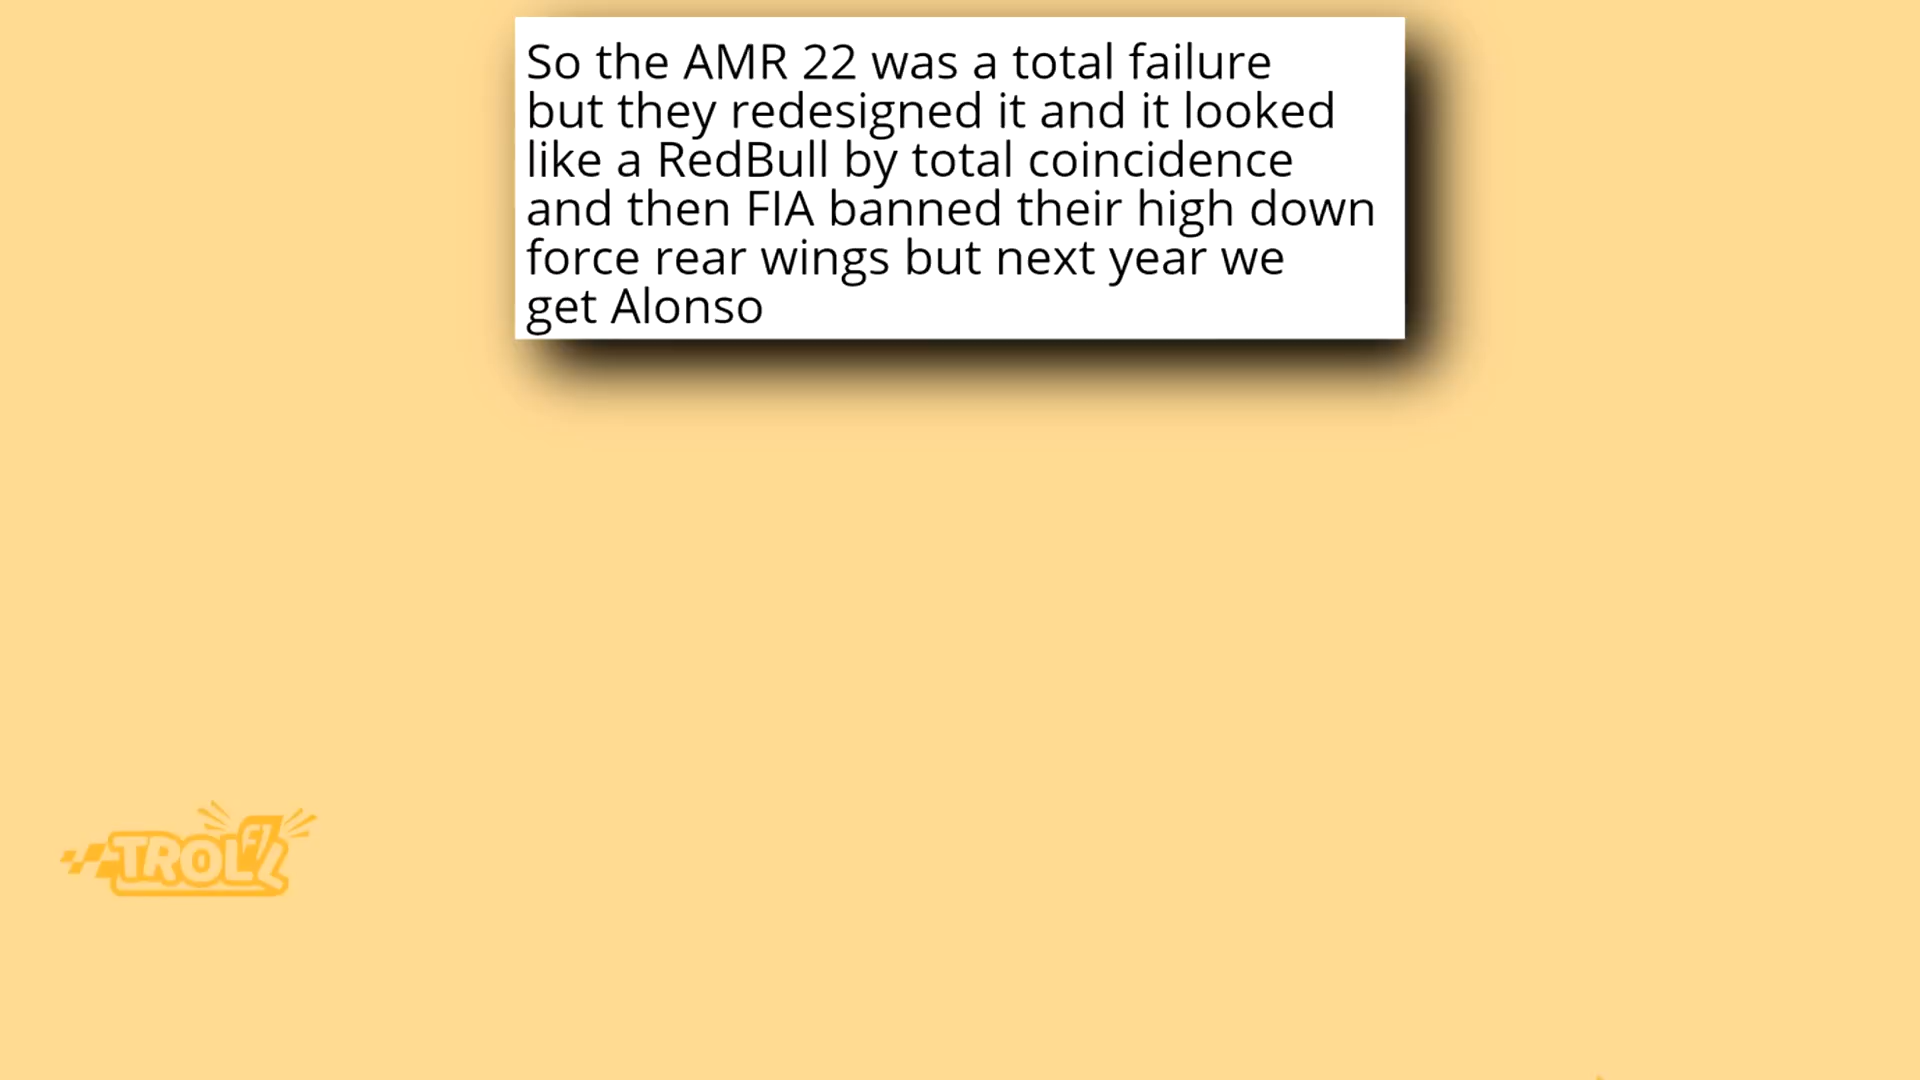 So the AMR 22 was a total failure
but they redesigned it and it looked
like a RedBull by total coincidence
and then FIA banned their high down
force rear wings but next year we
get Alonso
TROLL
F1